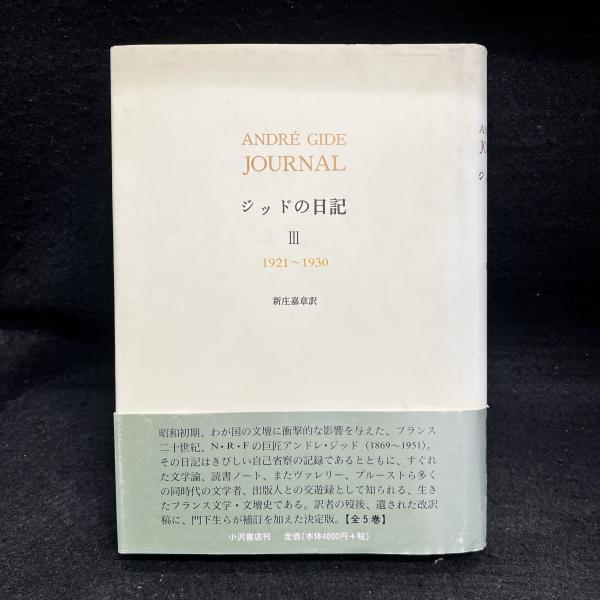 ANDRÉ GIDE
JOURNAL
ジッドの日記
III
1921~1930
新庄嘉章訳
昭和初期、わが国の文壇に衝撃的な影響を与えた、フランス
二十世紀、N・R・Fの巨匠アンドレ・ジッド（1869〜1951）。
その日記はきびしい自己省察の記録であるとともに、すぐれ
た文学論、読書ノート、またヴァレリー、プルーストら多く
の同時代の文学者、出版人との交遊録として知られる、生き
たフランス文学・文壇史である。訳者の歿後、遺された改訳
稿に、門下生らが補訂を加えた決定版。【全5巻】
小沢書店刊 定価(本体4800円+税)